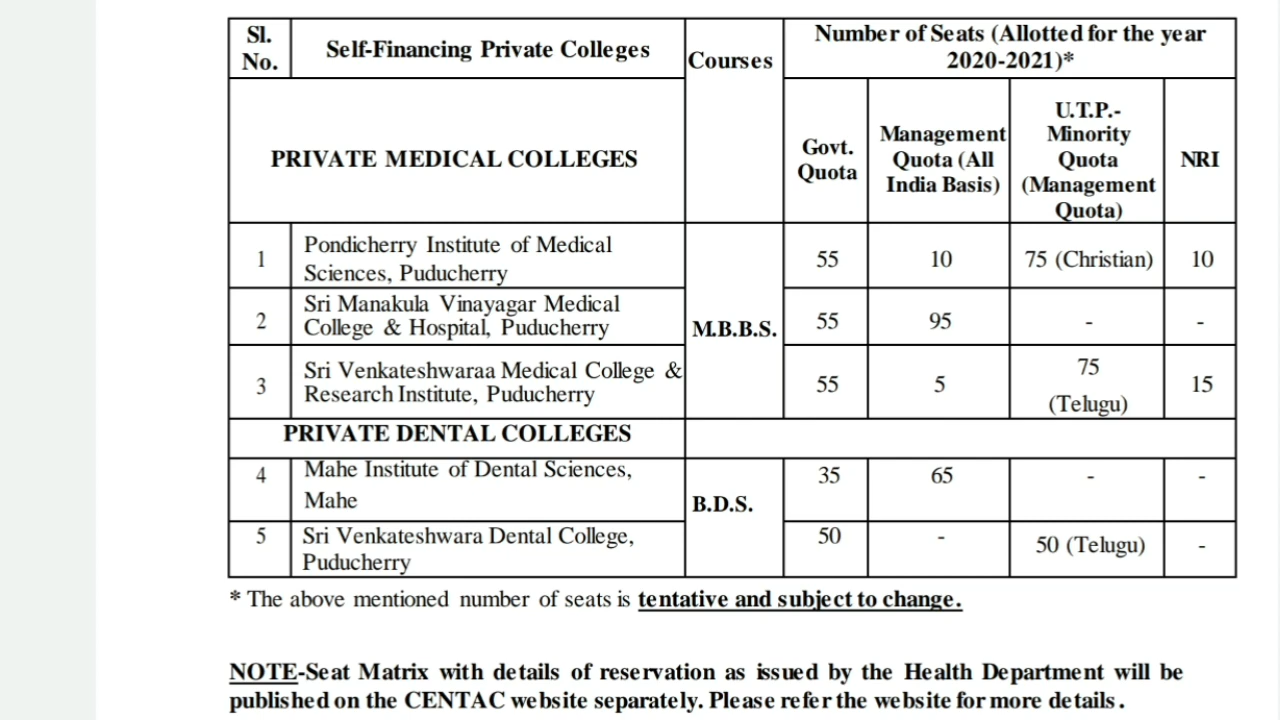 Sl. No. Self-Financing Private Colleges Courses Number of Seats (Allotted for the year 2020-2021)*
PRIVATE MEDICAL COLLEGES Govt. Quota Management Quota (All India Basis) U.T.P.- Minority Quota (Management Quota) NRI
1 Pondicherry Institute of Medical Sciences, Puducherry M.B.B.S. 55 10 75 (Christian) 10
2 Sri Manakula Vinayagar Medical College & Hospital, Puducherry 55 95 - -
3 Sri Venkateshwaraa Medical College & Research Institute, Puducherry 55 5 75 (Telugu) 15
PRIVATE DENTAL COLLEGES
4 Mahe Institute of Dental Sciences, Mahe B.D.S. 35 65 - -
5 Sri Venkateshwara Dental College, Puducherry 50 - 50 (Telugu) -
* The above mentioned number of seats is tentative and subject to change.
NOTE-Seat Matrix with details of reservation as issued by the Health Department will be
published on the CENTAC website separately. Please refer the website for more details.